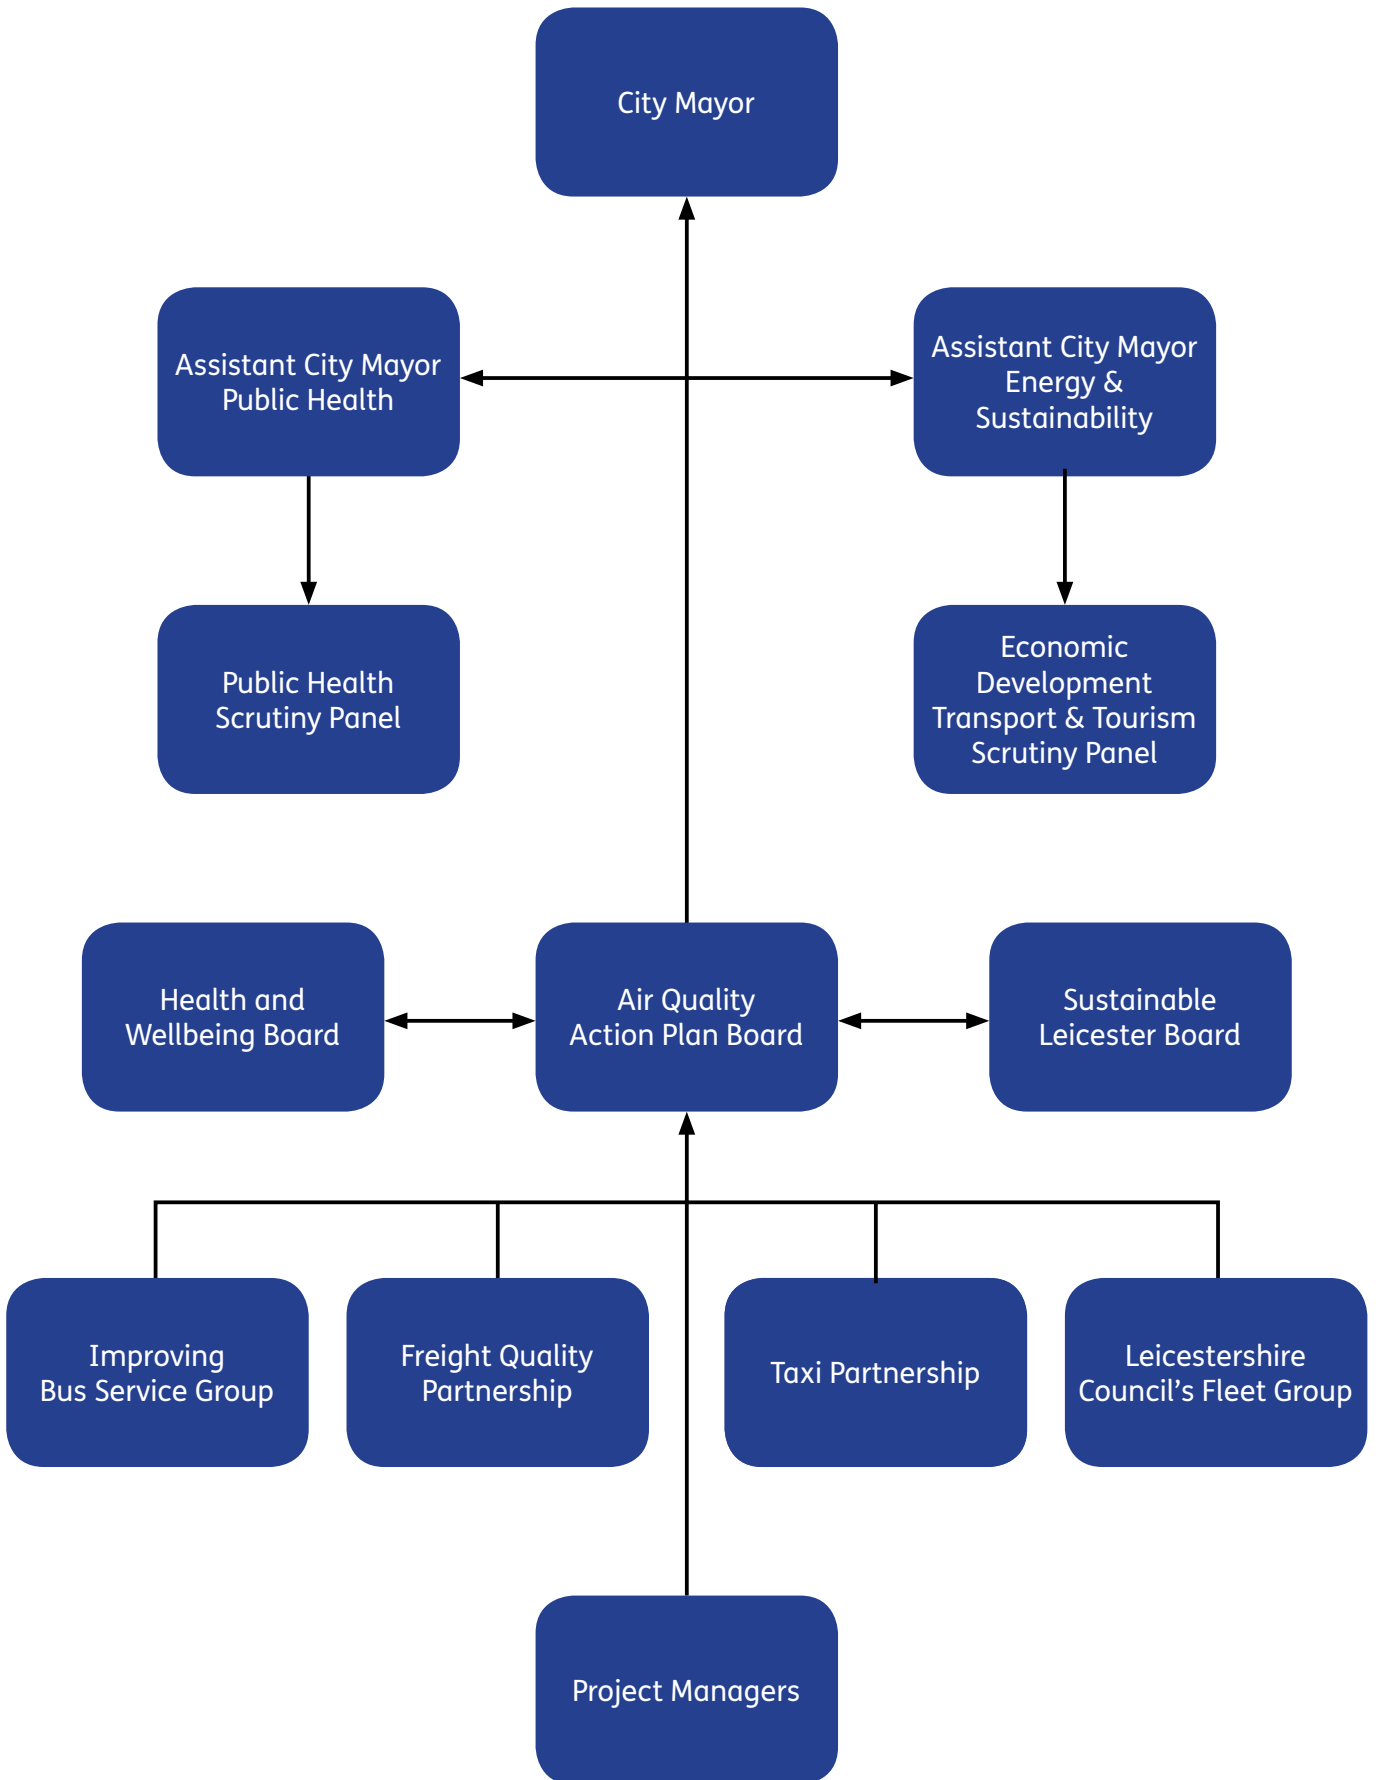 City Mayor
Assistant City Mayor
Public Health
Assistant City Mayor
Energy &
Sustainability
Public Health
Scrutiny Panel
Economic
Development
Transport & Tourism
Scrutiny Panel
Health and
Wellbeing Board
Air Quality
Action Plan Board
Sustainable
Leicester Board
Improving
Bus Service Group
Freight Quality
Partnership
Taxi Partnership
Leicestershire
Council’s Fleet Group
Project Managers